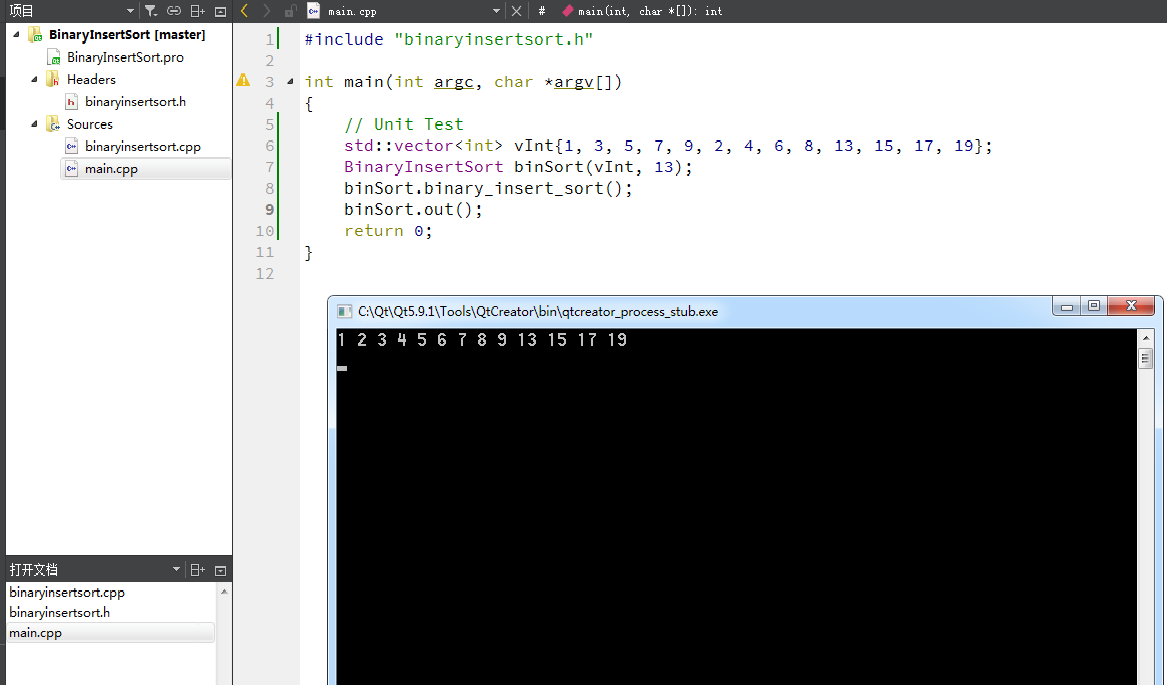 项目
main.cpp
#
main(int, char *[]): int
BinaryInsertSort [master]
BinaryInsertSort.pro
Headers
binaryinsertsort.h
Sources
binaryinsertsort.cpp
main.cpp
1 #include "binaryinsertsort.h"
2
3 int main(int argc, char *argv[])
4 {
5 // Unit Test
6 std::vector<int> vInt{1, 3, 5, 7, 9, 2, 4, 6, 8, 13, 15, 17, 19};
7 BinaryInsertSort binSort(vInt, 13);
8 binSort.binary_insert_sort();
9 binSort.out();
10 return 0;
11 }
12
C:\Qt\Qt5.9.1\Tools\QtCreator\bin\qtcreator_process_stub.exe
1 2 3 4 5 6 7 8 9 13 15 17 19
打开文档
binaryinsertsort.cpp
binaryinsertsort.h
main.cpp